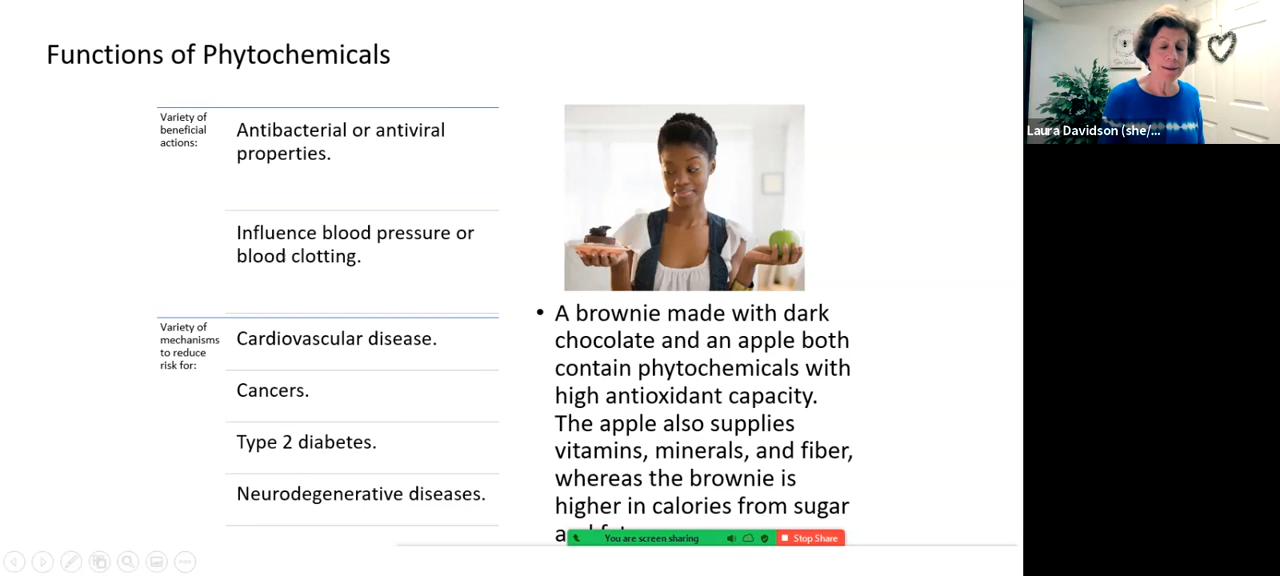 Functions of Phytochemicals
Variety of
beneficial
actions:
Antibacterial or antiviral
properties.
Influence blood pressure or
blood clotting.
Variety of
mechanisms
to reduce
risk for:
Cardiovascular disease.
Cancers.
Type 2 diabetes.
Neurodegenerative diseases.
• A brownie made with dark
chocolate and an apple both
contain phytochemicals with
high antioxidant capacity.
The apple also supplies
vitamins, minerals, and fiber,
whereas the brownie is
higher in calories from sugar
You are screen sharing
Stop Share
Laura Davidson (she/...